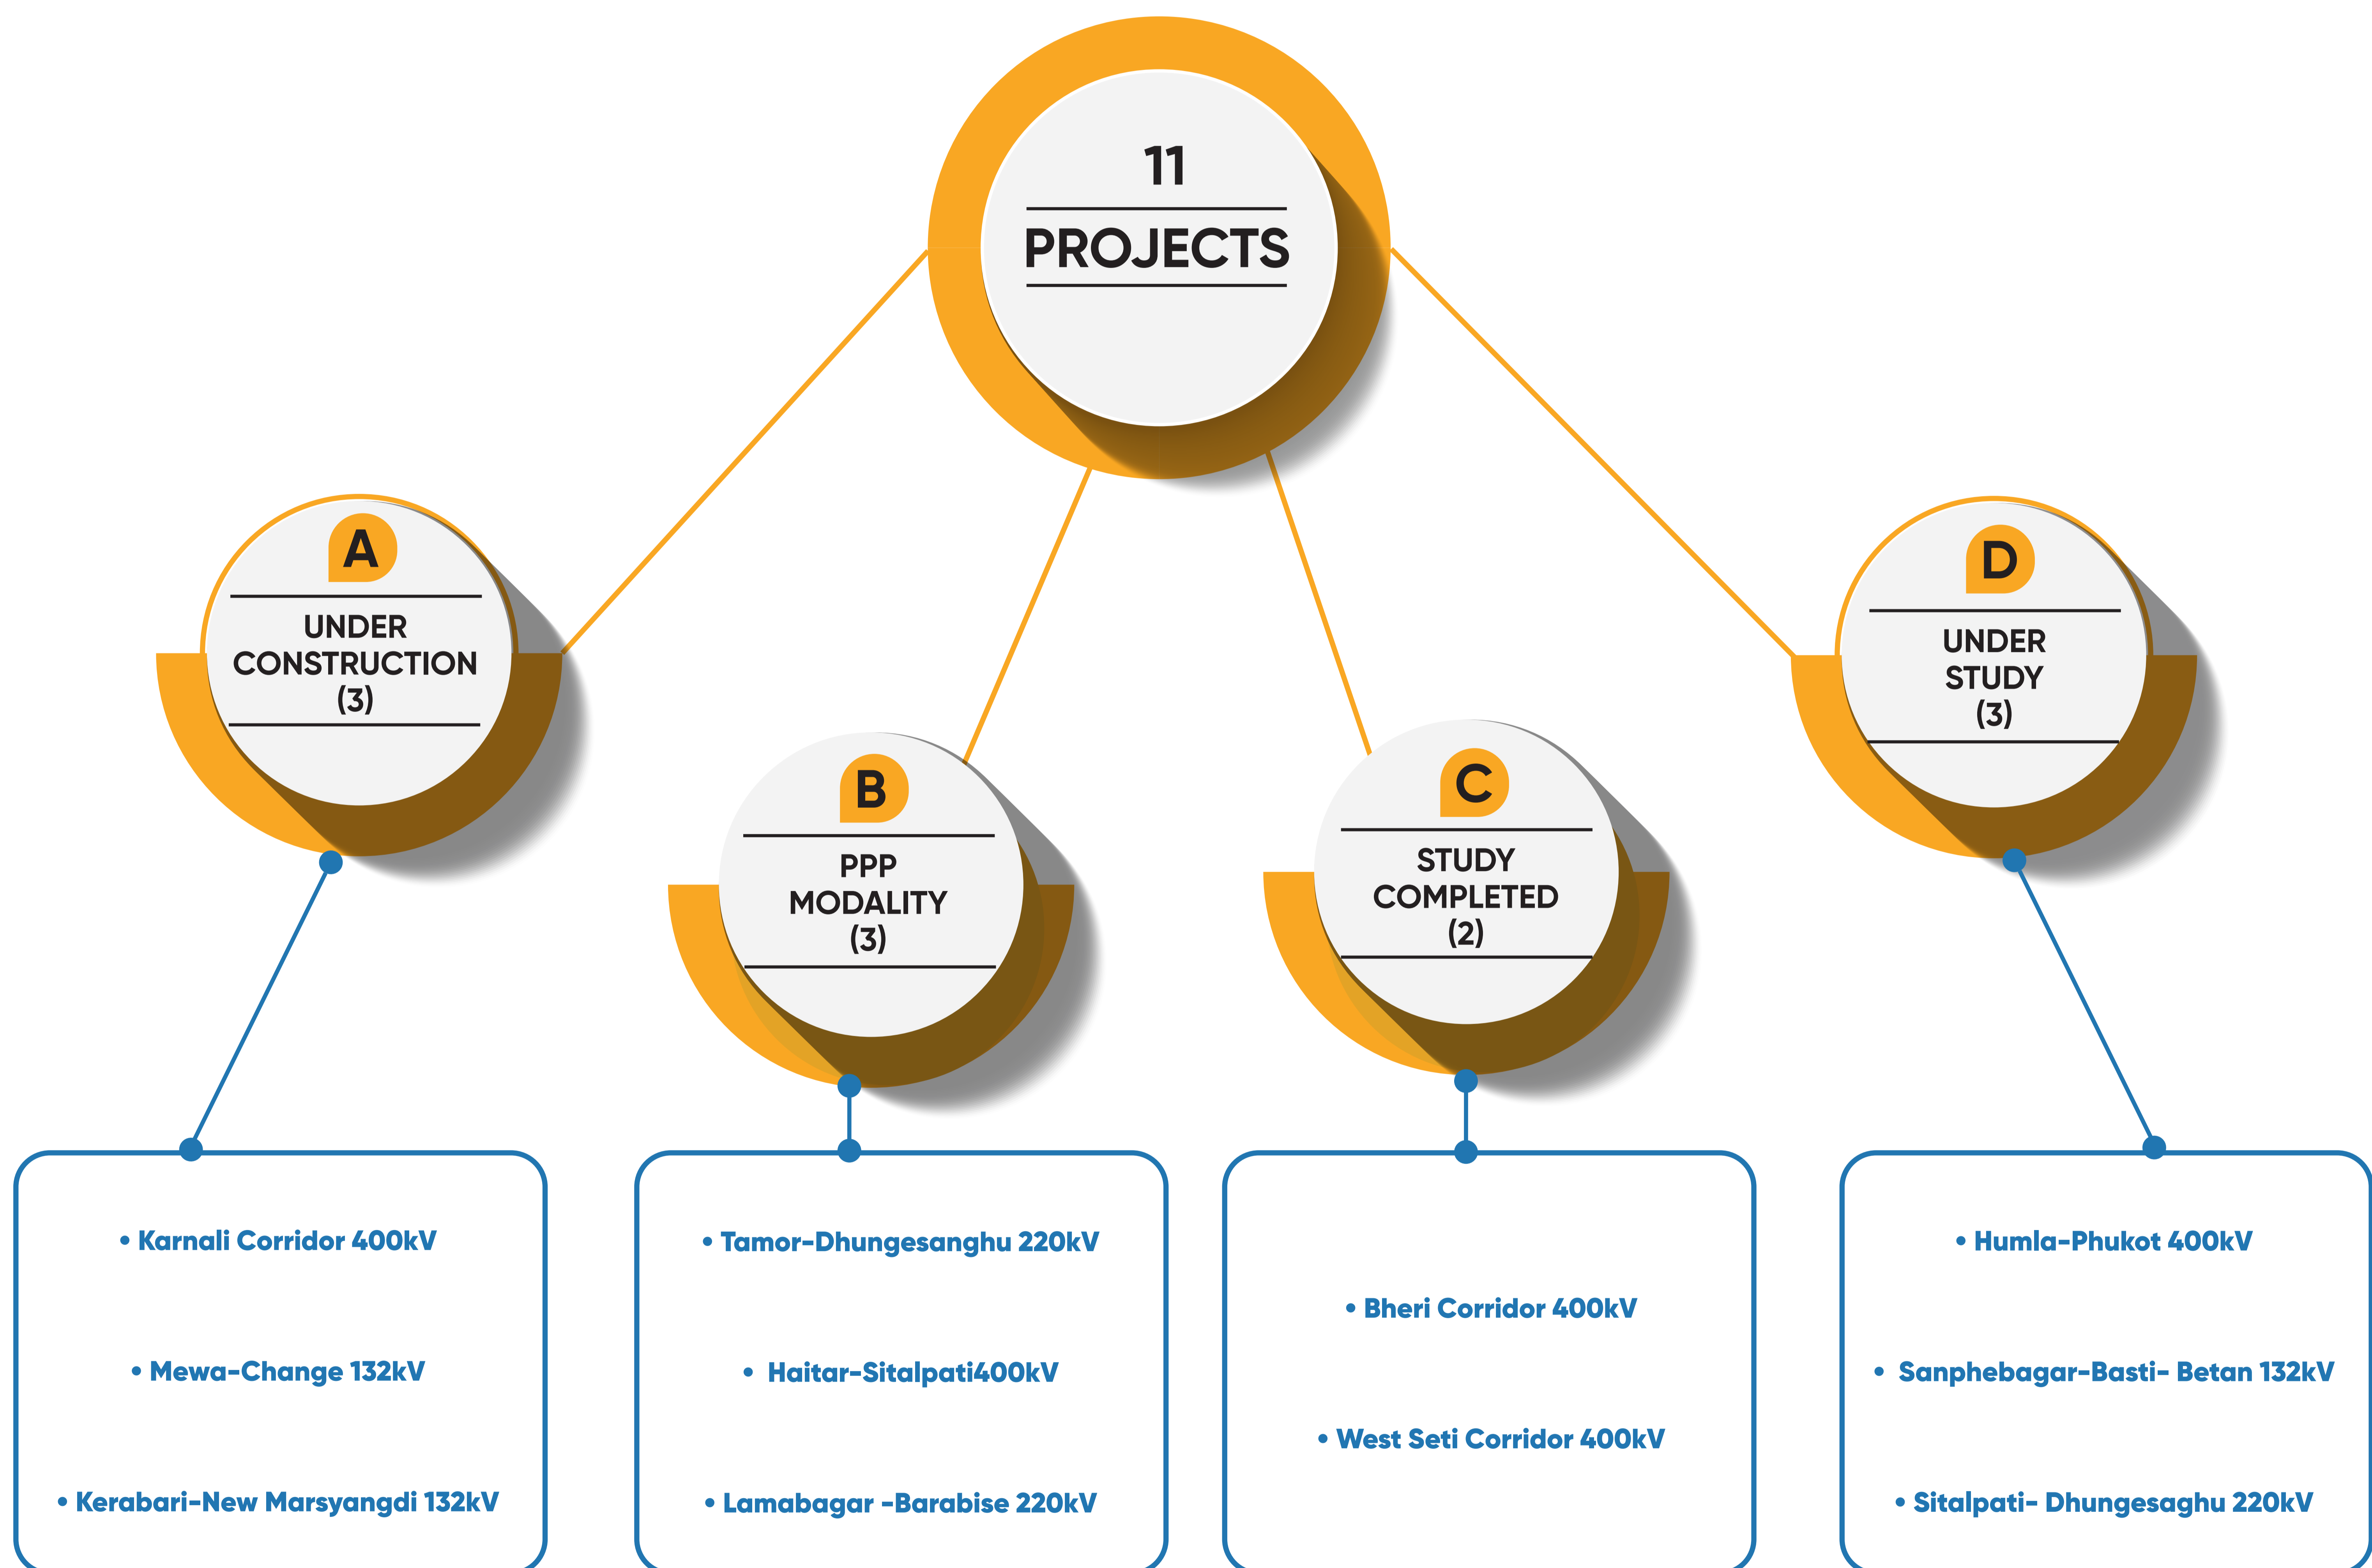 11
PROJECTS
A
UNDER
CONSTRUCTION
(3)
B
PPP
MODALITY
(3)
C
STUDY
COMPLETED
(2)
D
UNDER
STUDY
(3)
• Karnali Corridor 400kV
• Mewa-Change 132kV
• Kerabari-New Marsyangdi 132kV
• Tamor-Dhungesanghu 220kV
• Haitar-Sitalpati400kV
• Lamabagar -Barabise 220kV
• Bheri Corridor 400kV
• West Seti Corridor 400kV
• Humla-Phukot 400kV
• Sanphebagar-Basti- Betan 132kV
• Sitalpati- Dhungesaghu 220kV